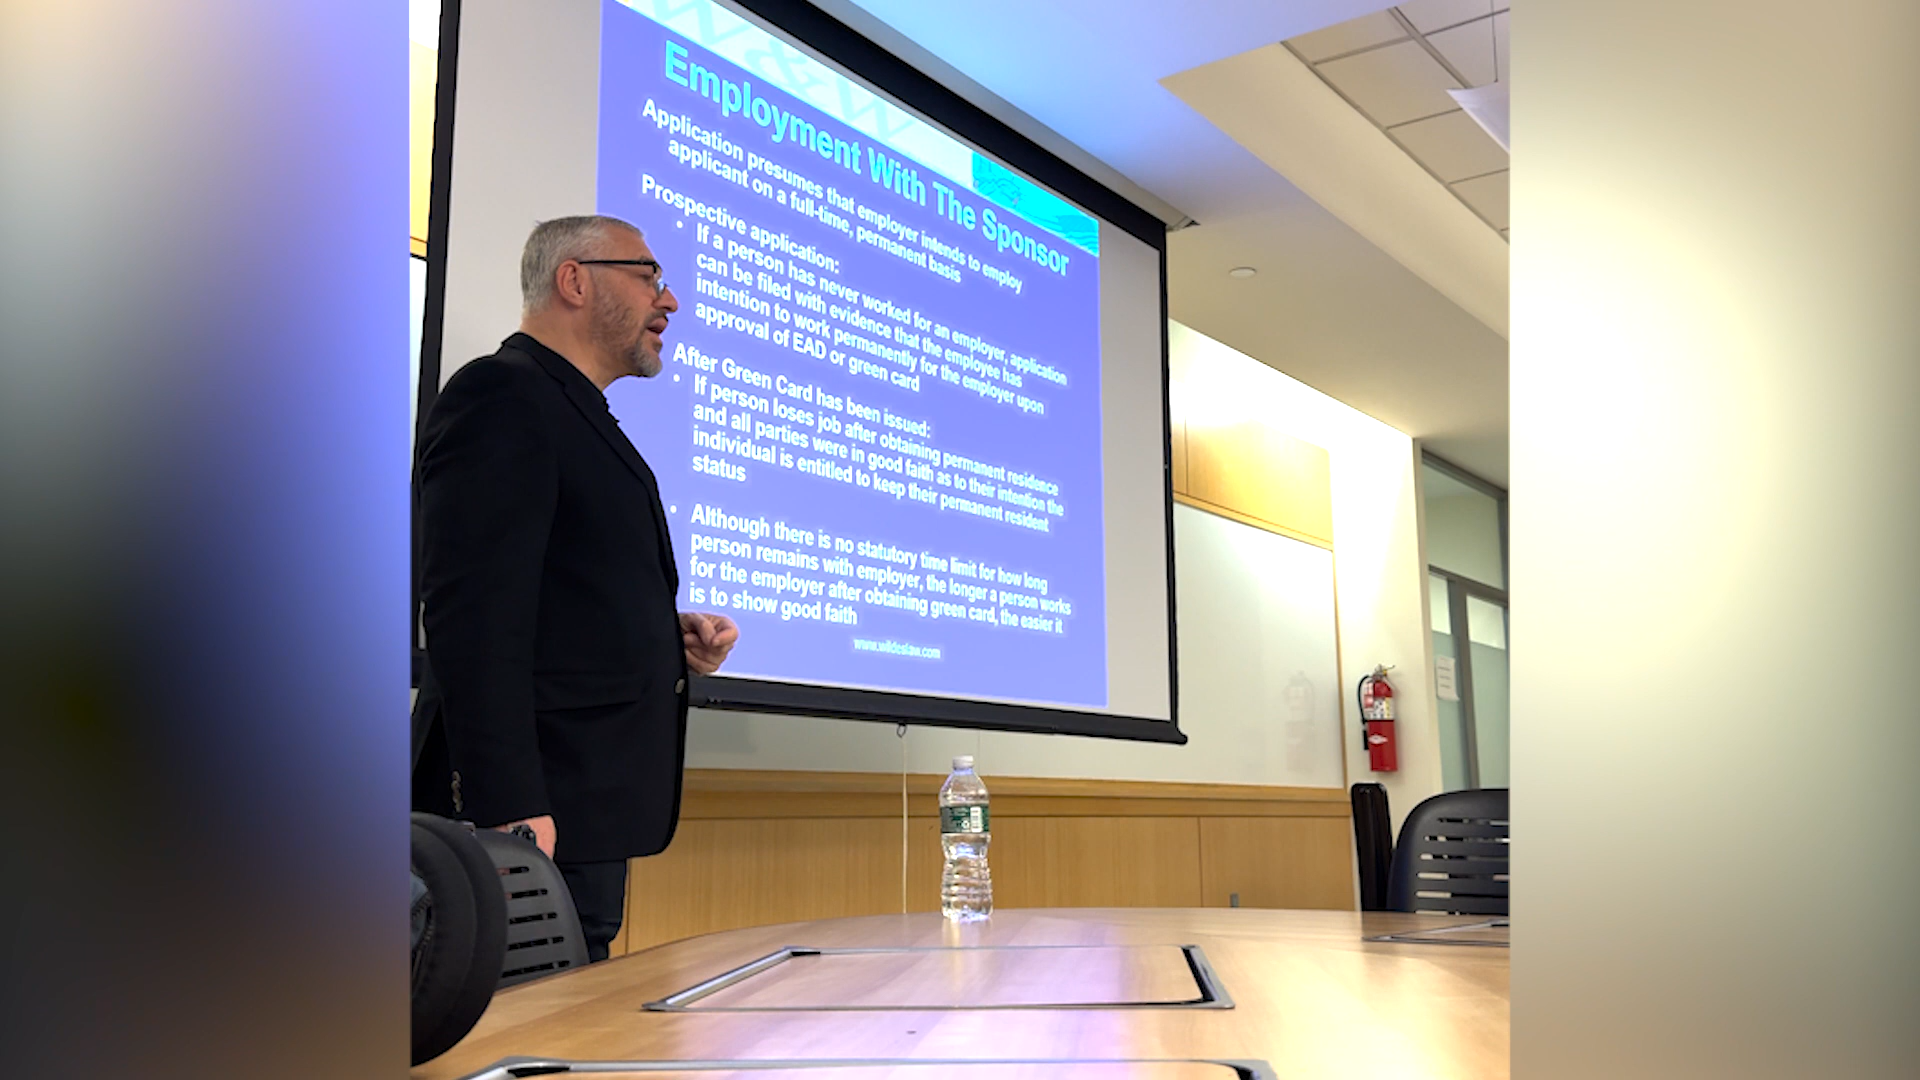 W&W
Employment With The Sponsor
Application presumes that employer intends to employ
applicant on a full-time, permanent basis
Prospective application:
• If a person has never worked for an employer, application
can be filed with evidence that the employee has
intention to work permanently for the employer upon
approval of EAD or green card
After Green Card has been issued:
• If person loses job after obtaining permanent residence
and all parties were in good faith as to their intention the
individual is entitled to keep their permanent resident
status
• Although there is no statutory time limit for how long
person remains with employer, the longer a person works
for the employer after obtaining green card, the easier it
is to show good faith
www.wildeslaw.com